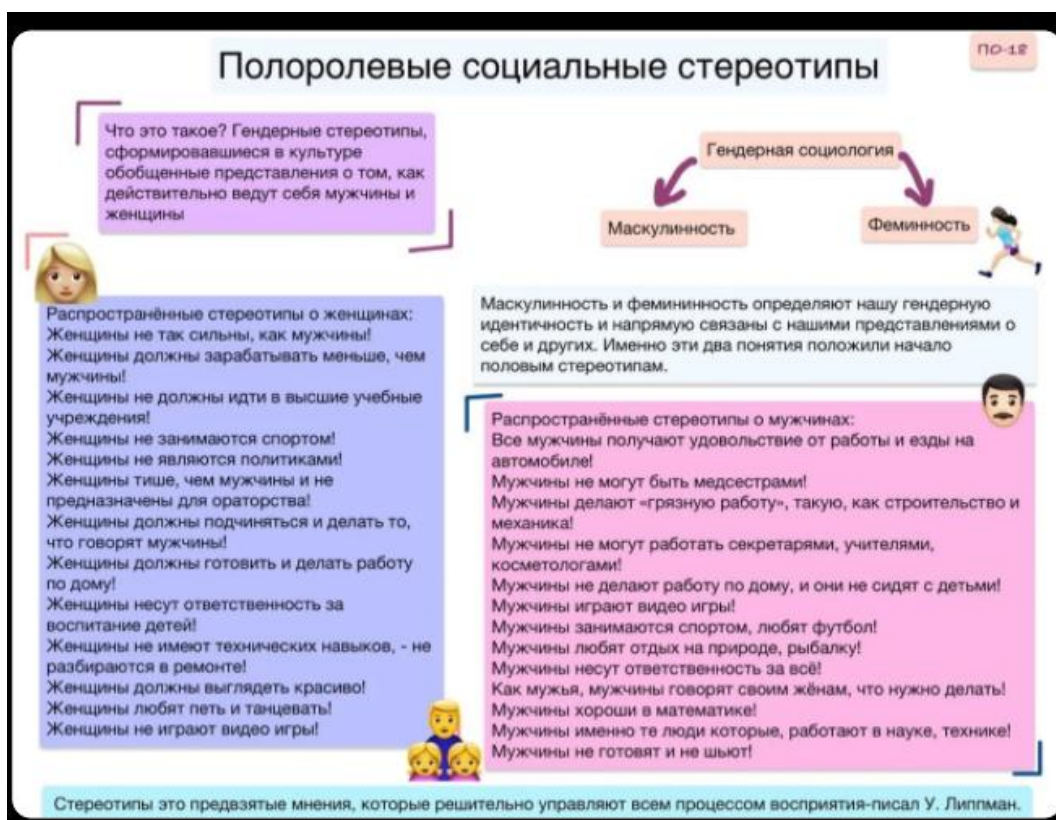 Полоролевые социальные стереотипы
ПО-18
Что это такое? Гендерные стереотипы,
сформировавшиеся в культуре
обобщенные представления о том, как
действительно ведут себя мужчины и
женщины
Гендерная социология
Маскулинность
Феминность
Распространённые стереотипы о женщинах:
Женщины не так сильны, как мужчины!
Женщины должны зарабатывать меньше, чем
мужчины!
Женщины не должны идти в высшие учебные
учреждения!
Женщины не занимаются спортом!
Женщины не являются политиками!
Женщины тише, чем мужчины и не
предназначены для ораторства!
Женщины должны подчиняться и делать то,
что говорят мужчины!
Женщины должны готовить и делать работу
по дому!
Женщины несут ответственность за
воспитание детей!
Женщины не имеют технических навыков, - не
разбираются в ремонте!
Женщины должны выглядеть красиво!
Женщины любят петь и танцевать!
Женщины не играют видео игры!
Маскулинность и фемининность определяют нашу гендерную
идентичность и напрямую связаны с нашими представлениями о
себе и других. Именно эти два понятия положили начало
половым стереотипам.
Распространённые стереотипы о мужчинах:
Все мужчины получают удовольствие от работы и езды на
автомобиле!
Мужчины не могут быть медсестрами!
Мужчины делают «грязную работу», такую, как строительство и
механика!
Мужчины не могут работать секретарями, учителями,
косметологами!
Мужчины не делают работу по дому, и они не сидят с детьми!
Мужчины играют видео игры!
Мужчины занимаются спортом, любят футбол!
Мужчины любят отдых на природе, рыбалку!
Мужчины несут ответственность за всё!
Как мужья, мужчины говорят своим жёнам, что нужно делать!
Мужчины хороши в математике!
Мужчины именно те люди которые, работают в науке, технике!
Мужчины не готовят и не шьют!
Стереотипы это предвзятые мнения, которые решительно управляют всем процессом восприятия-писал У. Липпман.